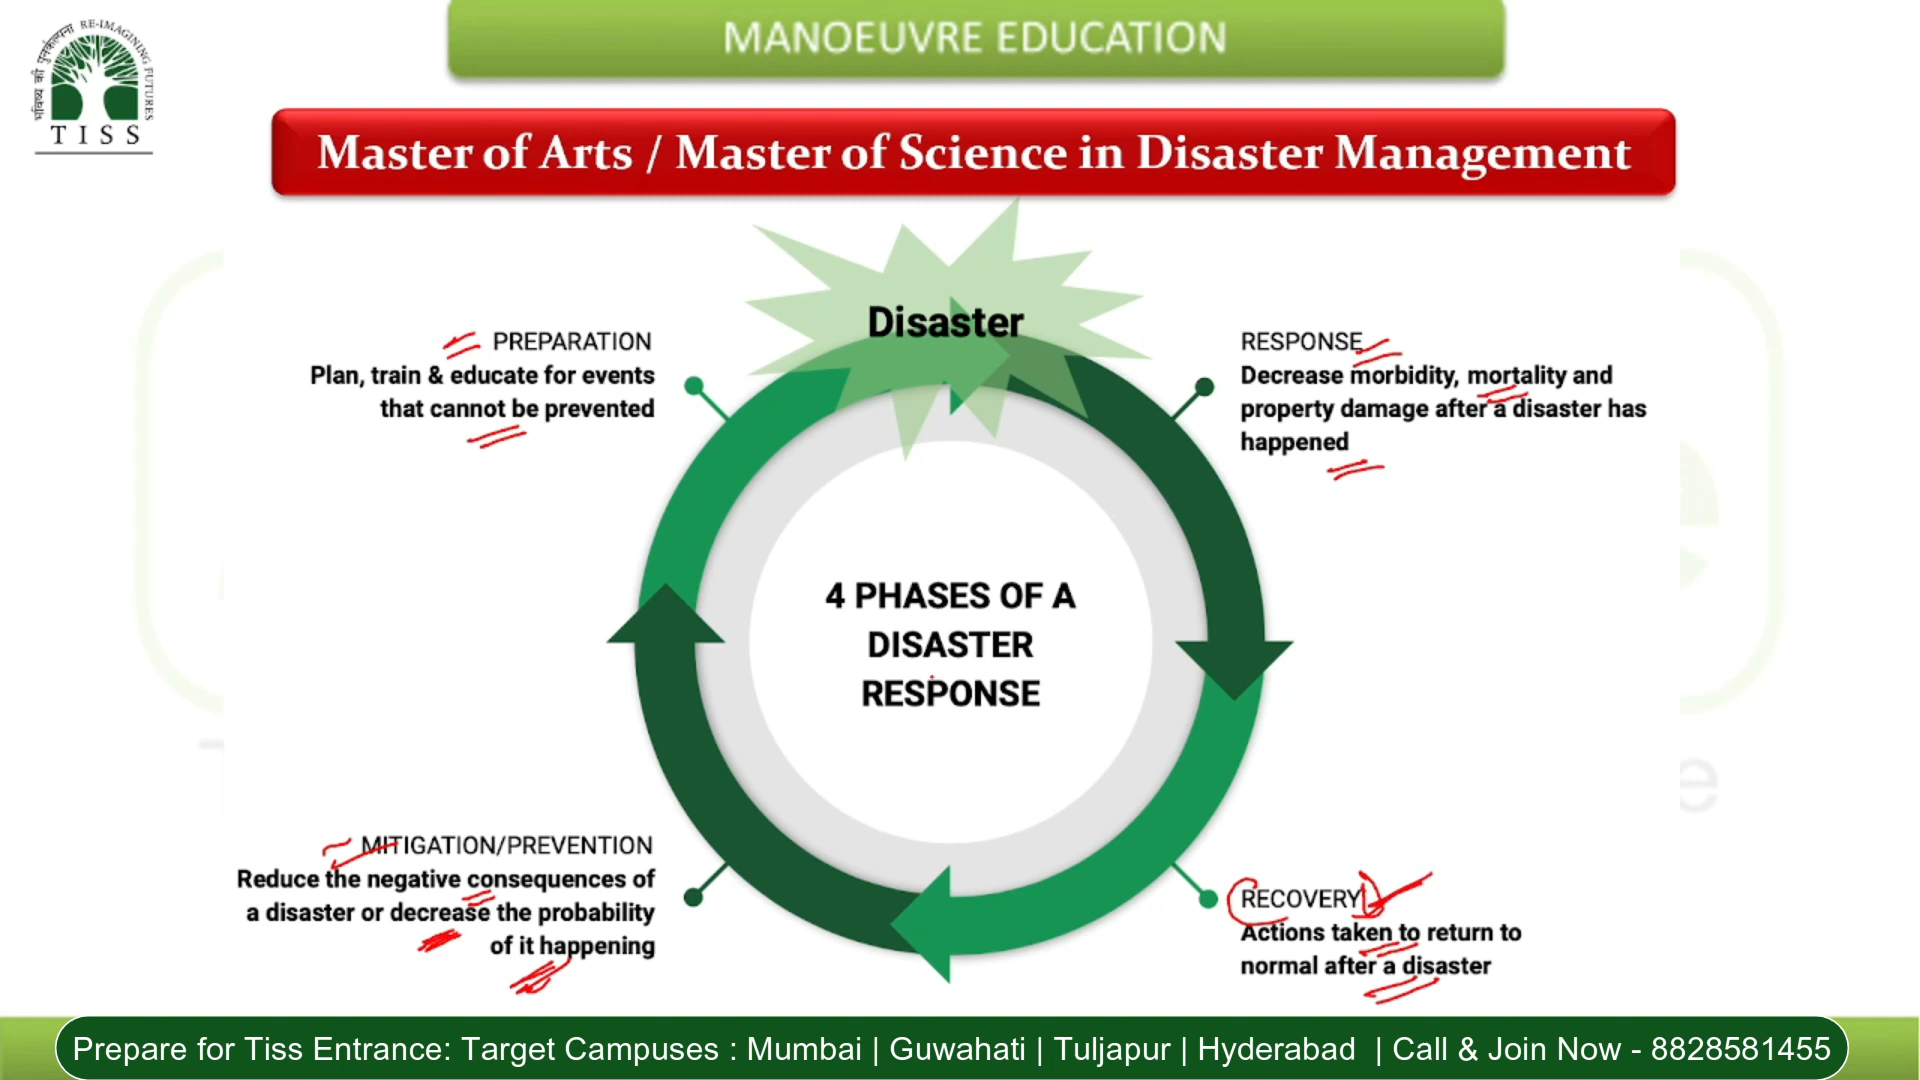 MANOEUVRE EDUCATION
पुनर्कल्पना RE-IMAGINING FUTURES
TISS
Master of Arts / Master of Science in Disaster Management
Disaster
PREPARATION
Plan, train & educate for events
that cannot be prevented
RESPONSE
Decrease morbidity, mortality and
property damage after a disaster has
happened
4 PHASES OF A
DISASTER
RESPONSE
MITIGATION/PREVENTION
Reduce the negative consequences of
a disaster or decrease the probability
of it happening
RECOVERY
Actions taken to return to
normal after a disaster
e
Prepare for Tiss Entrance: Target Campuses : Mumbai | Guwahati | Tuljapur | Hyderabad | Call & Join Now - 8828581455